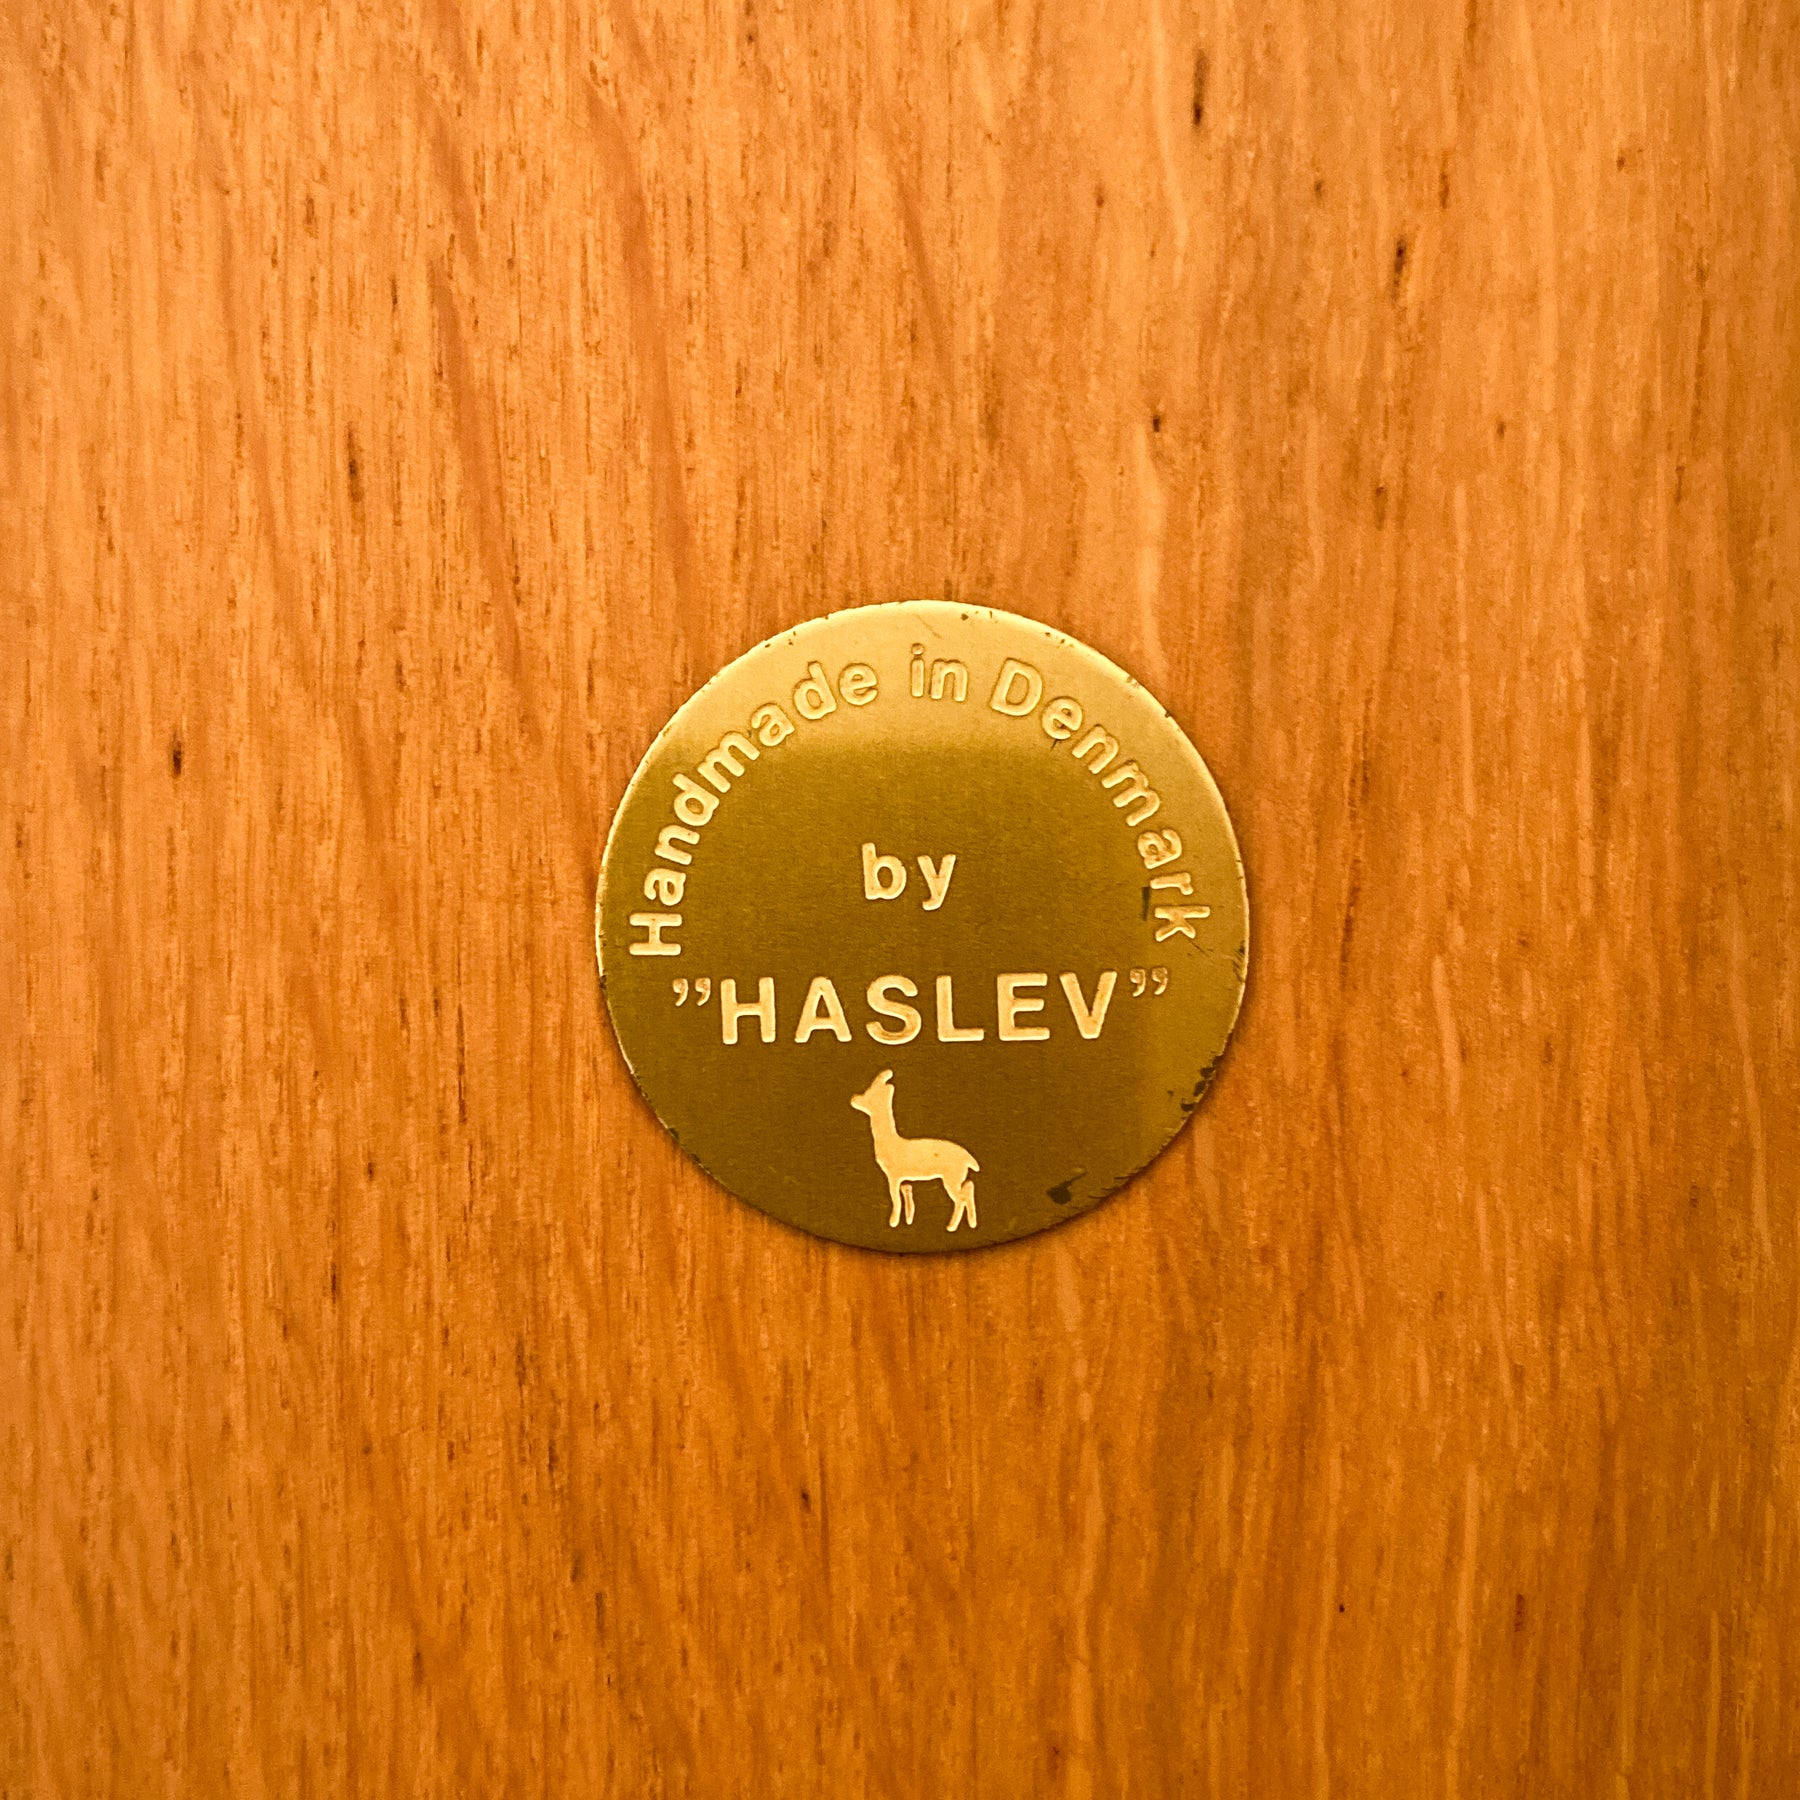 Handmade in Denmark
by
”HASLEV”